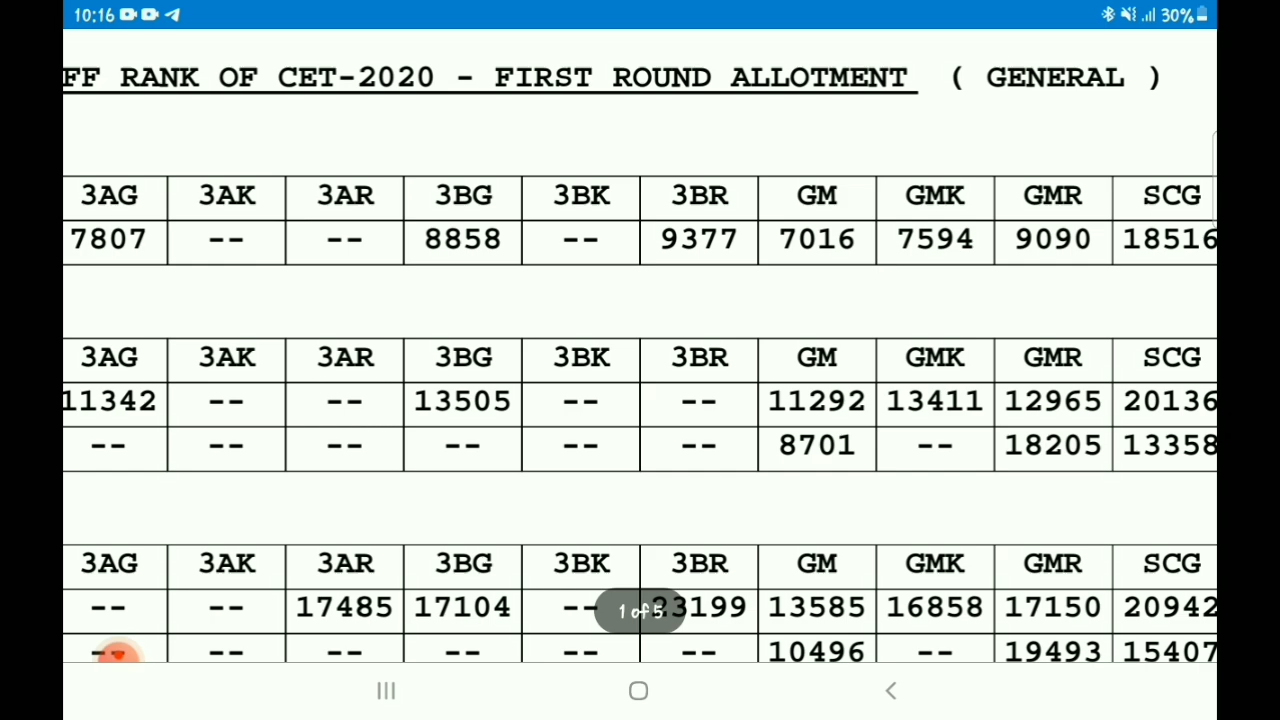 10:16 30%
FF RANK OF CET-2020 - FIRST ROUND ALLOTMENT ( GENERAL )
3AG 3AK 3AR 3BG 3BK 3BR GM GMK GMR SCG
7807 -- -- 8858 -- 9377 7016 7594 9090 18516
3AG 3AK 3AR 3BG 3BK 3BR GM GMK GMR SCG
11342 -- -- 13505 -- -- 11292 13411 12965 20136
-- -- -- -- -- -- 8701 -- 18205 13358
3AG 3AK 3AR 3BG 3BK 3BR GM GMK GMR SCG
-- -- 17485 17104 -- 23199 13585 16858 17150 20942
1 of 5
-- -- -- -- -- -- 10496 -- 19493 15407